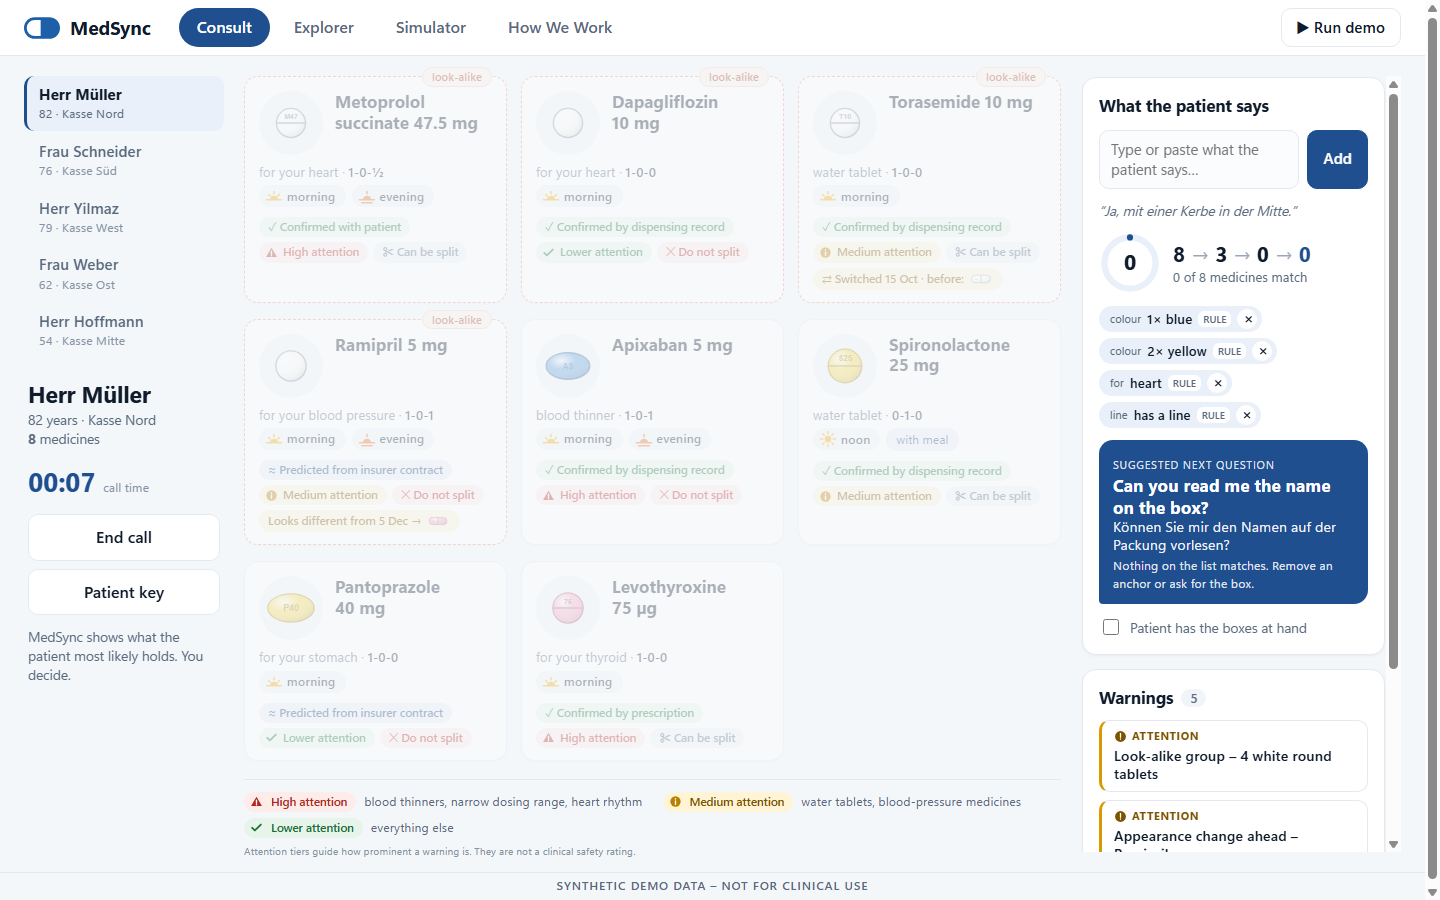 MedSync
Consult
Explorer
Simulator
How We Work
▶ Run demo
Herr Müller
82 · Kasse Nord
Frau Schneider
76 · Kasse Süd
Herr Yilmaz
79 · Kasse West
Frau Weber
62 · Kasse Ost
Herr Hoffmann
54 · Kasse Mitte
Herr Müller
82 years · Kasse Nord
8 medicines
00:07 call time
End call
Patient key
MedSync shows what the
patient most likely holds. You
decide.
look-alike
M47
Metoprolol
succinate 47.5 mg
for your heart · 1-0-½
morning
evening
✓ Confirmed with patient
High attention
Can be split
look-alike
Dapagliflozin
10 mg
for your heart · 1-0-0
morning
✓ Confirmed by dispensing record
Lower attention
Do not split
look-alike
T10
Torasemide 10 mg
water tablet · 1-0-0
morning
✓ Confirmed by dispensing record
Medium attention
Can be split
⇄ Switched 15 Oct · before:
look-alike
Ramipril 5 mg
for your blood pressure · 1-0-1
morning
evening
≈ Predicted from insurer contract
Medium attention
Do not split
Looks different from 5 Dec →
Apixaban 5 mg
A5
blood thinner · 1-0-1
morning
evening
✓ Confirmed by dispensing record
High attention
Do not split
S25
Spironolactone
25 mg
water tablet · 0-1-0
noon
with meal
✓ Confirmed by dispensing record
Medium attention
Can be split
P40
Pantoprazole
40 mg
for your stomach · 1-0-0
morning
≈ Predicted from insurer contract
Lower attention
Do not split
76
Levothyroxine
75 µg
for your thyroid · 1-0-0
morning
✓ Confirmed by prescription
High attention
Can be split
High attention blood thinners, narrow dosing range, heart rhythm
Medium attention water tablets, blood-pressure medicines
Lower attention everything else
Attention tiers guide how prominent a warning is. They are not a clinical safety rating.
What the patient says
Type or paste what the
patient says...
Add
“Ja, mit einer Kerbe in der Mitte.”
0
8 → 3 → 0 → 0
0 of 8 medicines match
colour 1× blue RULE ×
colour 2× yellow RULE ×
for heart RULE ×
line has a line RULE ×
SUGGESTED NEXT QUESTION
Can you read me the name
on the box?
Können Sie mir den Namen auf der
Packung vorlesen?
Nothing on the list matches. Remove an
anchor or ask for the box.
Patient has the boxes at hand
Warnings 5
ATTENTION
Look-alike group – 4 white round
tablets
ATTENTION
Appearance change ahead –
SYNTHETIC DEMO DATA – NOT FOR CLINICAL USE